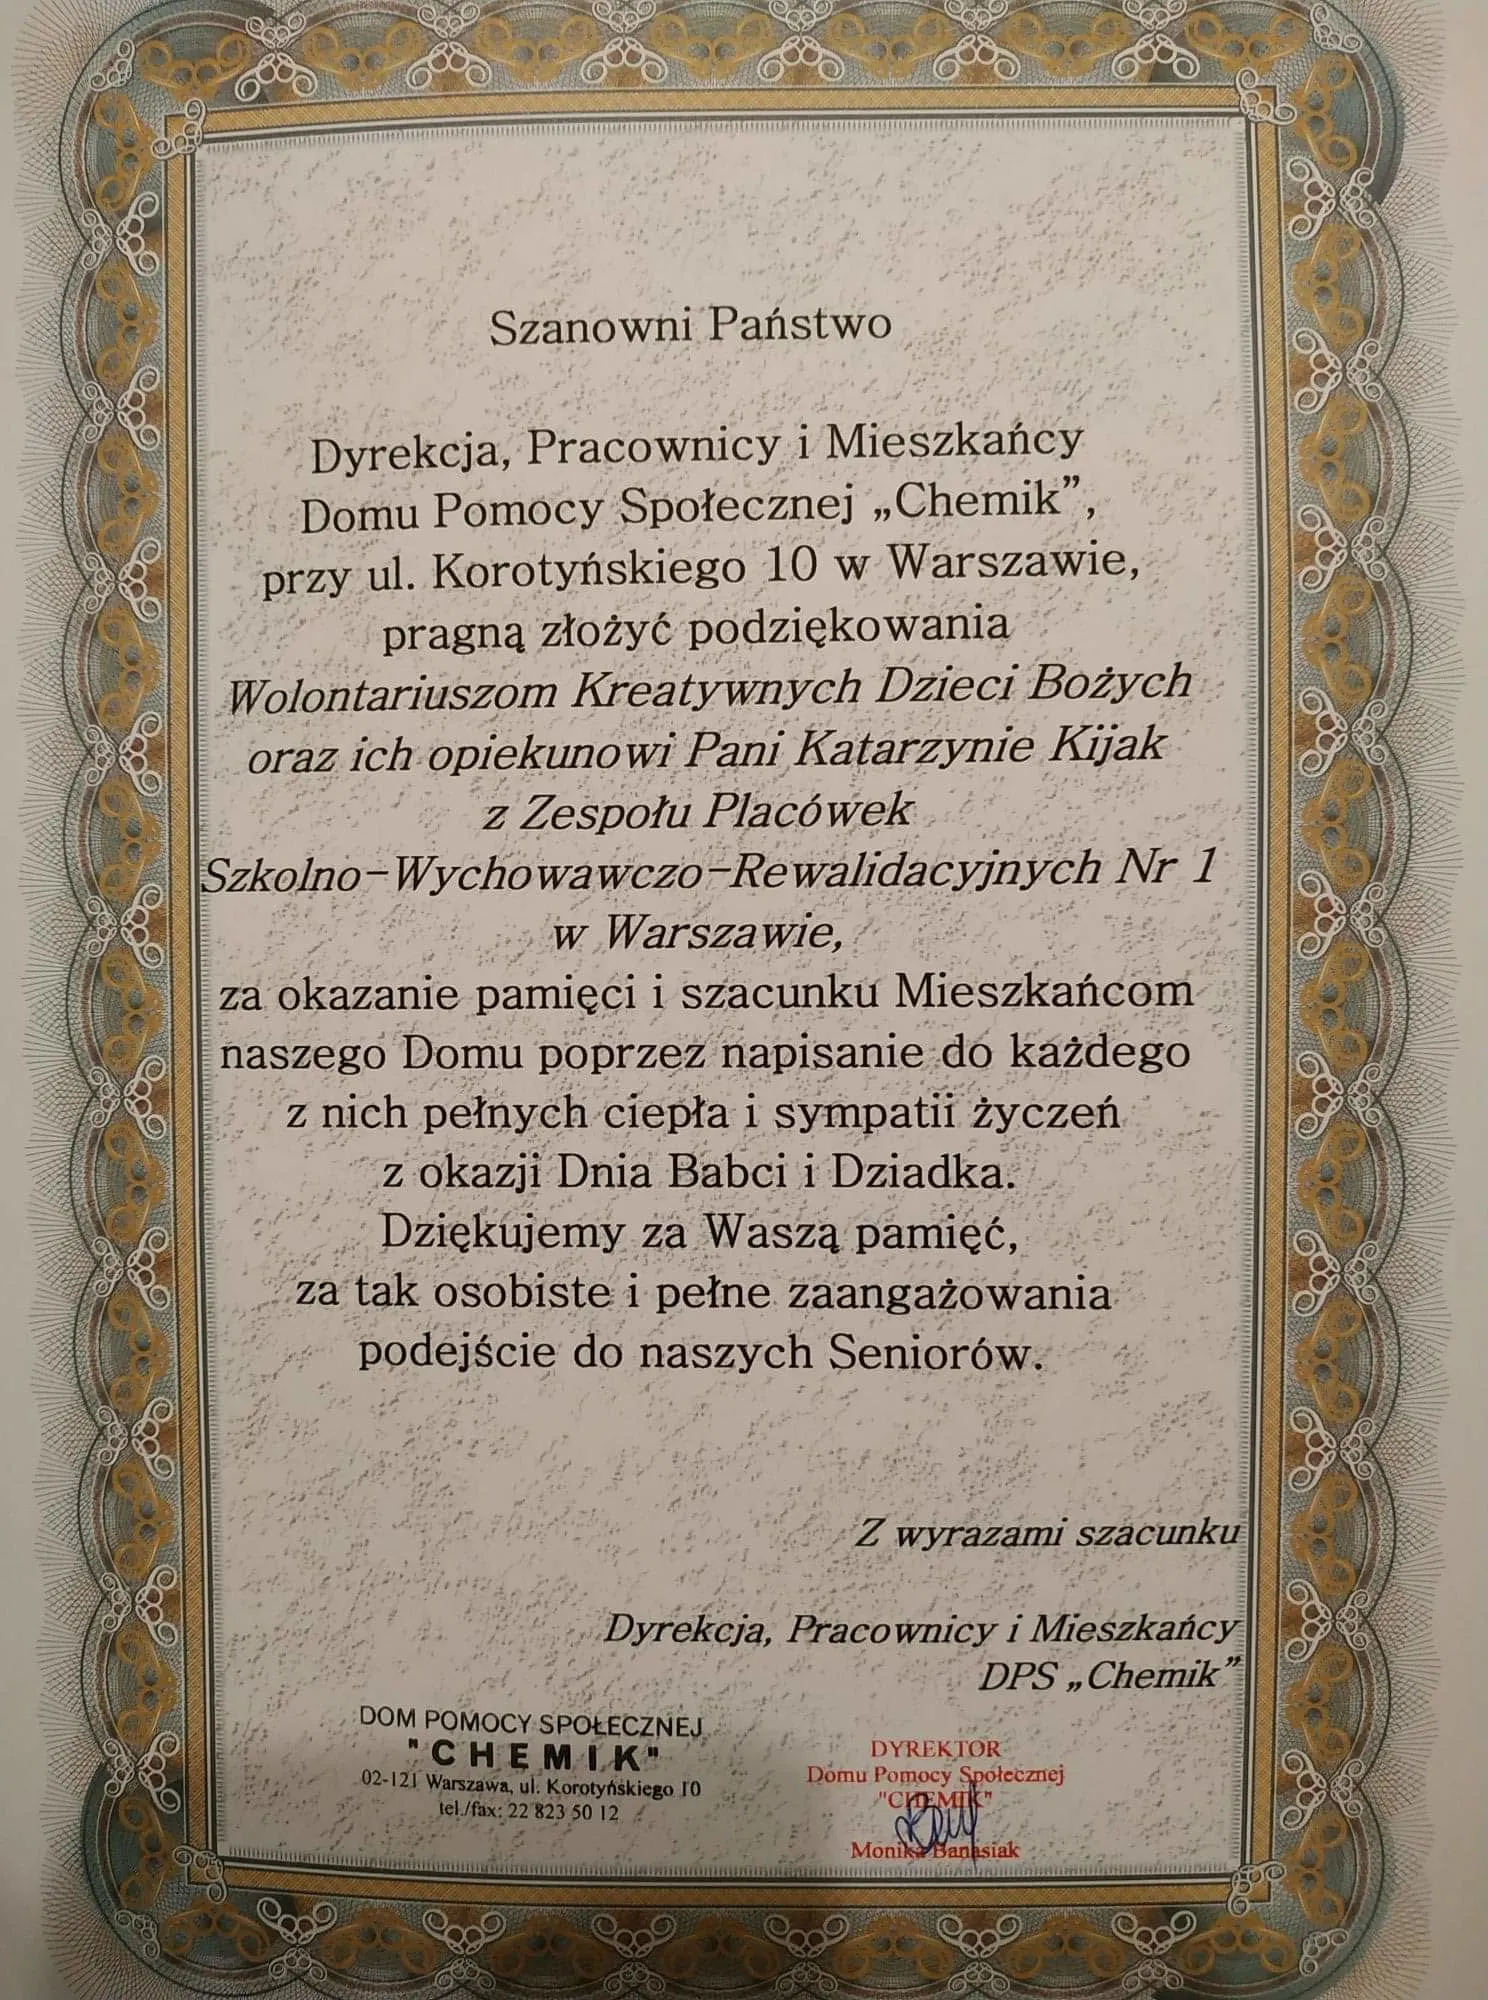 Szanowni Państwo
Dyrekcja, Pracownicy i Mieszkańcy
Domu Pomocy Społecznej „Chemik”,
przy ul. Korotyńskiego 10 w Warszawie,
pragną złożyć podziękowania
Wolontariuszom Kreatywnych Dzieci Bożych
oraz ich opiekunowi Pani Katarzynie Kijak
z Zespołu Placówek
Szkolno-Wychowawczo-Rewalidacyjnych Nr 1
w Warszawie,
za okazanie pamięci i szacunku Mieszkańcom
naszego Domu poprzez napisanie do każdego
z nich pełnych ciepła i sympatii życzeń
z okazji Dnia Babci i Dziadka.
Dziękujemy za Waszą pamięć,
za tak osobiste i pełne zaangażowania
podejście do naszych Seniorów.
Z wyrazami szacunku
Dyrekcja, Pracownicy i Mieszkańcy
DPS „Chemik”
DOM POMOCY SPOŁECZNEJ
"CHEMIK"
02-121 Warszawa, ul. Korotyńskiego 10
tel./fax: 22 823 50 12
DYREKTOR
Domu Pomocy Społecznej
"CHEMIK"
Monika Banasiak